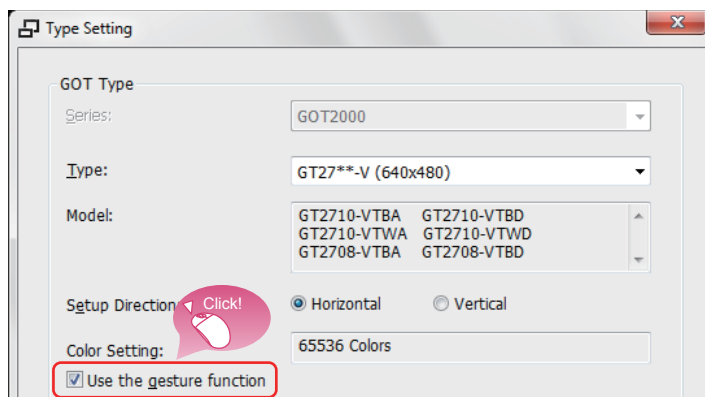 Type Setting
x
GOT Type
Series: GOT2000
Type: GT27**-V (640x480)
Model: GT2710-VTBA GT2710-VTBD
GT2710-VTWA GT2710-VTWD
GT2708-VTBA GT2708-VTBD
Setup Direction Horizontal Vertical
Click!
Color Setting: 65536 Colors
Use the gesture function